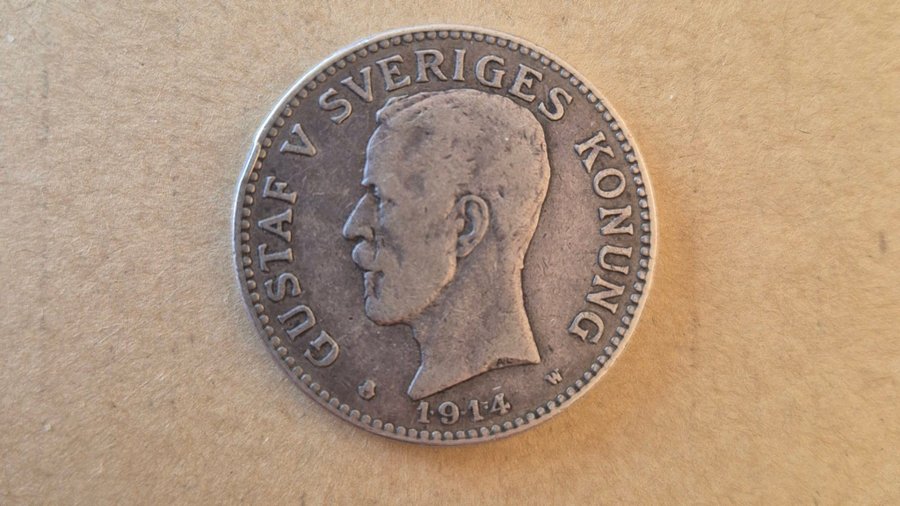 GUSTAF V SVERIGES KONUNG
W
1914